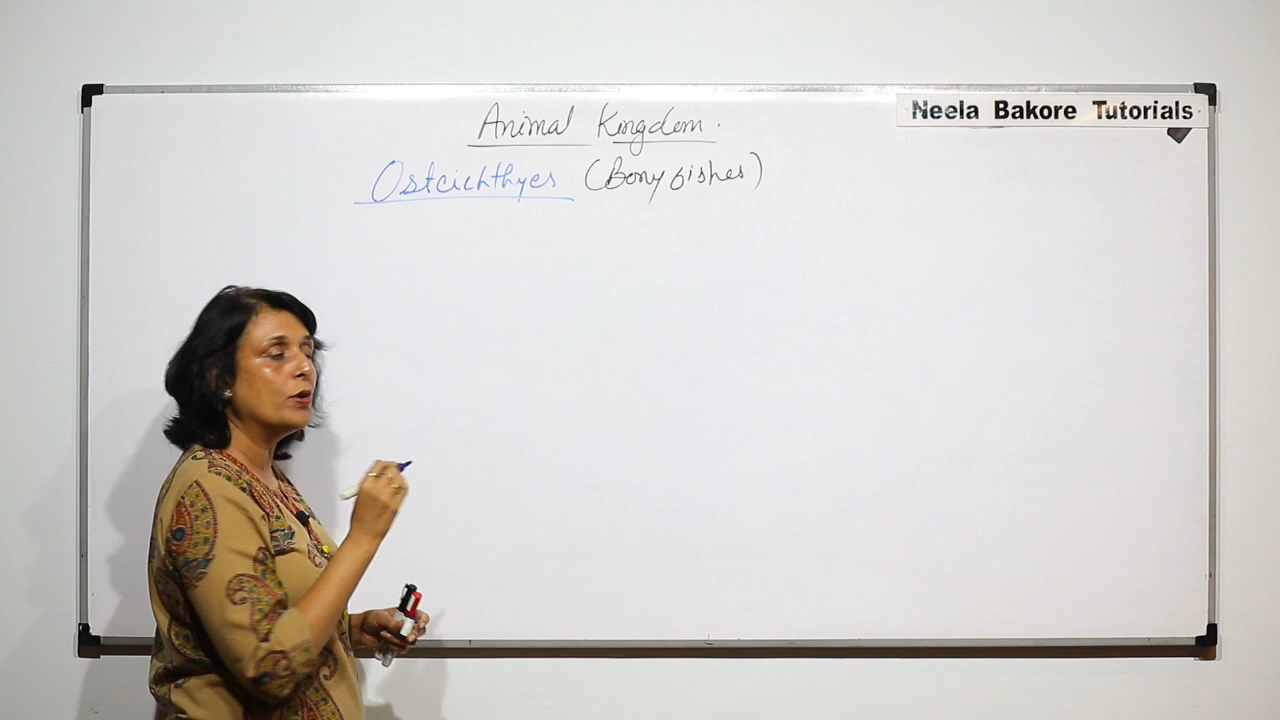 Animal Kingdom.
Neela Bakore Tutorials
Osteichthyes (Bony fishes)